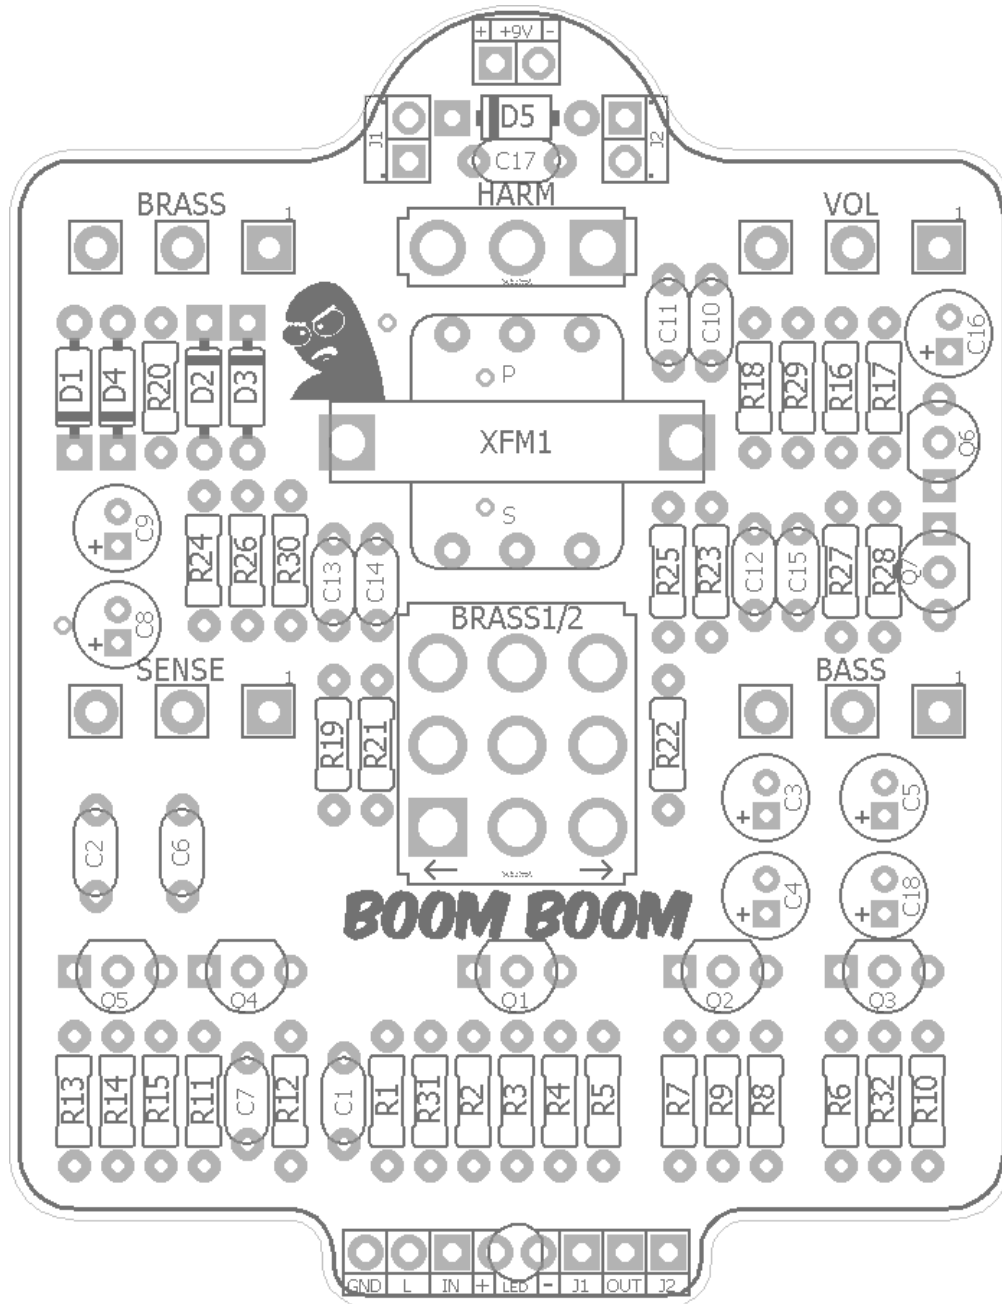 + +9V -
J1 D5 J2
C17
HARM
BRASS 1
VOL 1
C11 C10 C16 +
D1 D4 R20 D2 D3
P
R18 R29 R16 R17
XFM1
Q6
C9 +
S
R24 R26 R30 C13 C14
R25 R23 C12 C15 R27 R28 Q7
C8 +
BRASS1/2
SENSE 1
BASS 1
R19 R21 R22
C3 + C5 +
C2 C6
C4 + C18 +
BOOM BOOM
Q5 Q4 Q1 Q2 Q3
R13 R14 R15 R11 C7 R12 C1 R1 R31 R2 R3 R4 R5 R7 R9 R8 R6 R32 R10
GND L IN + LED - J1 OUT J2